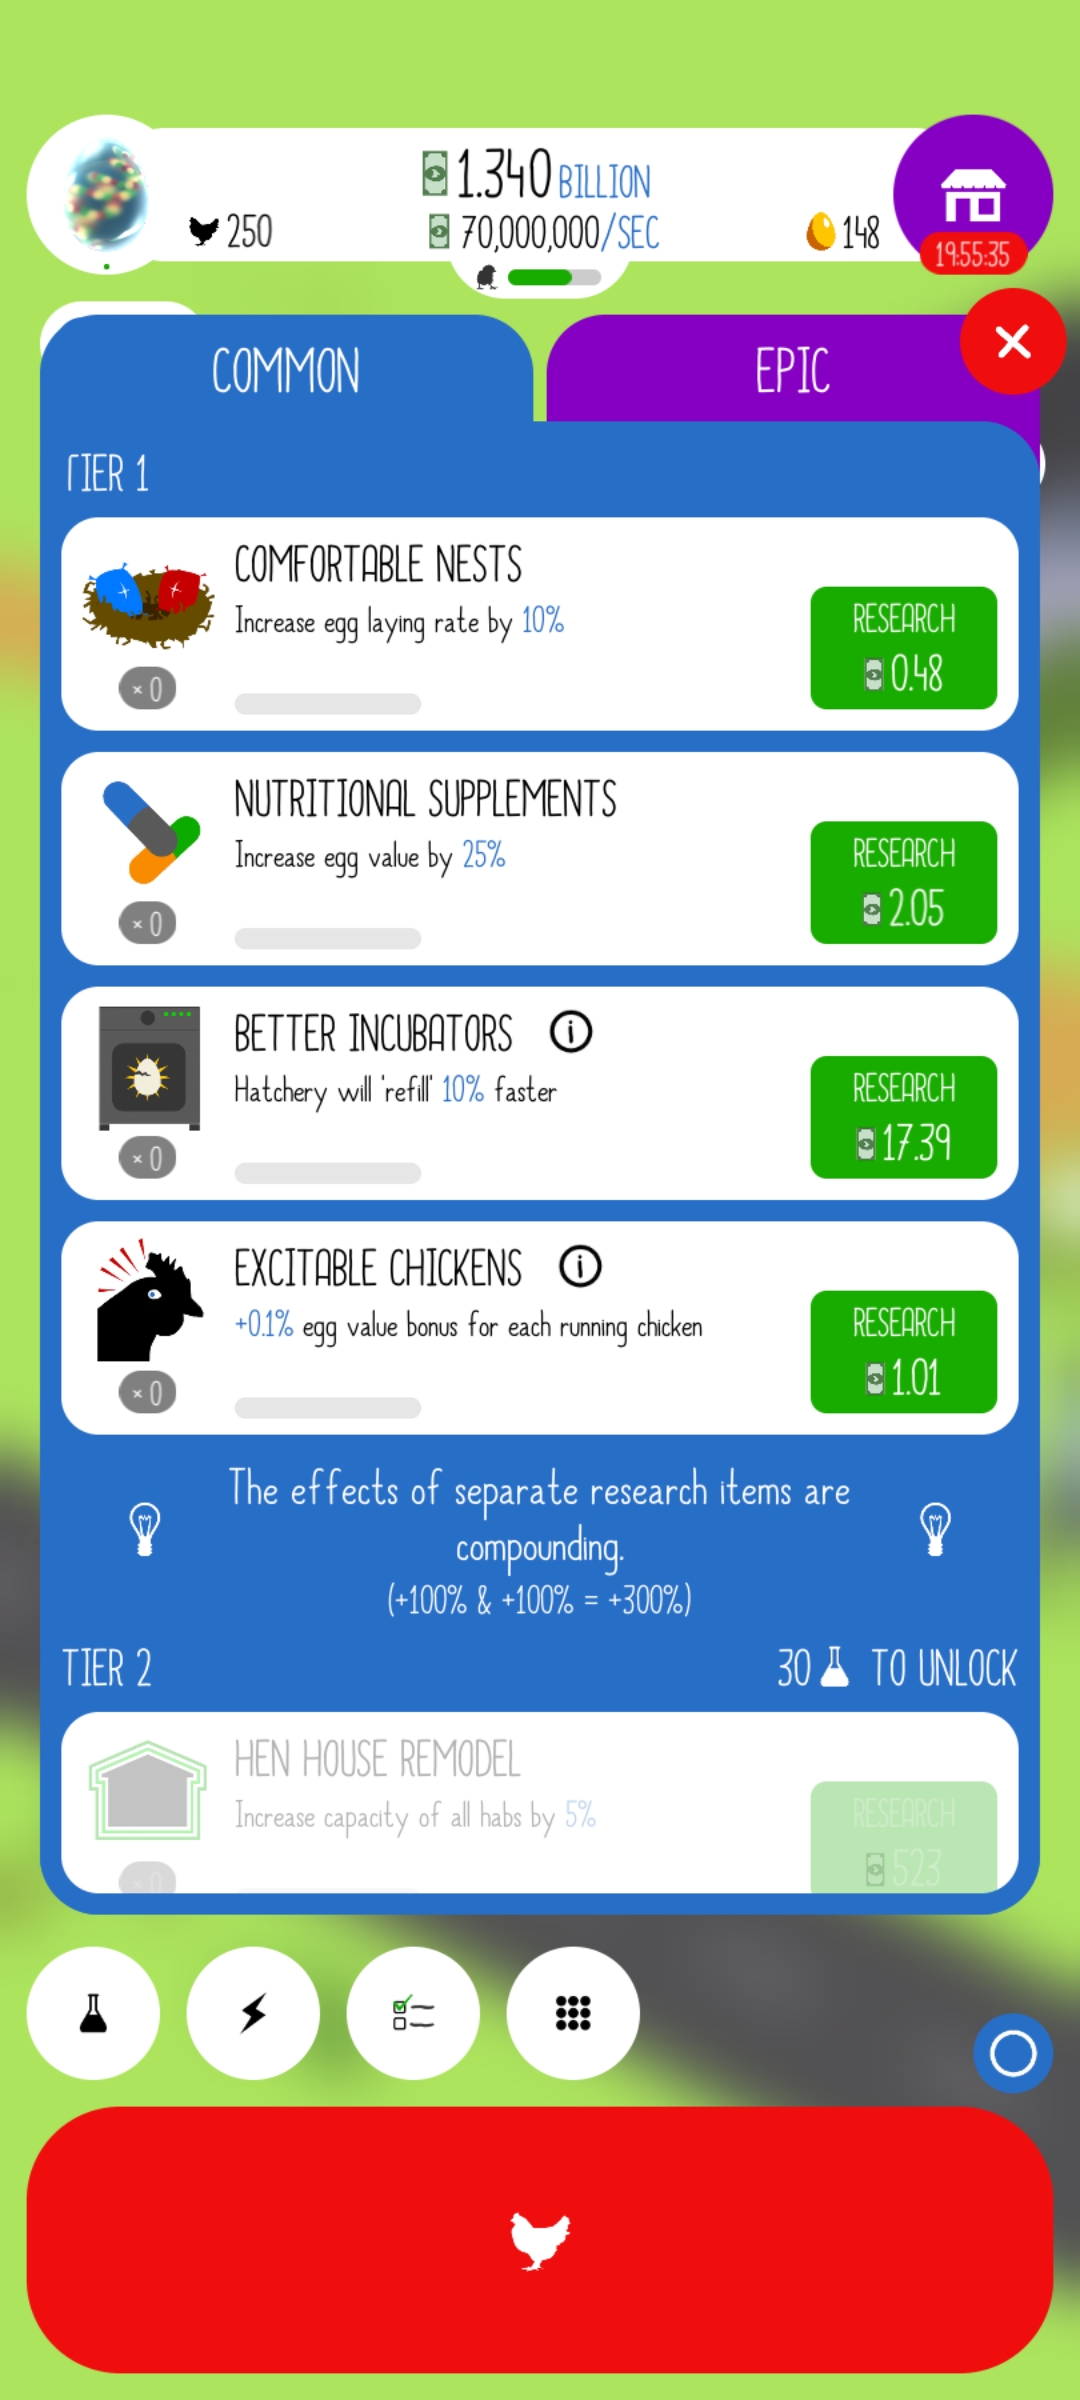 1.340 BILLION
250
70,000,000/SEC
148
19:55:35
COMMON
EPIC
TIER 1
COMFORTABLE NESTS
Increase egg laying rate by 10%
RESEARCH
0.48
× 0
NUTRITIONAL SUPPLEMENTS
Increase egg value by 25%
RESEARCH
2.05
× 0
BETTER INCUBATORS
Hatchery will 'refill' 10% faster
RESEARCH
17.39
× 0
EXCITABLE CHICKENS
+0.1% egg value bonus for each running chicken
RESEARCH
1.01
× 0
The effects of separate research items are
compounding.
(+100% & +100% = +300%)
TIER 2
30 TO UNLOCK
HEN HOUSE REMODEL
Increase capacity of all habs by 5%
RESEARCH
523
× 0